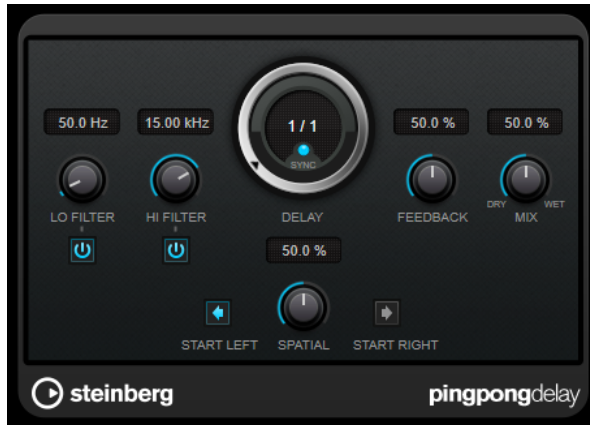 50.0 Hz 15.00 kHz 1 / 1 50.0 % 50.0 %
SYNC
DRY WET
LO FILTER HI FILTER DELAY FEEDBACK MIX
50.0 %
START LEFT SPATIAL START RIGHT
steinberg pingpongdelay